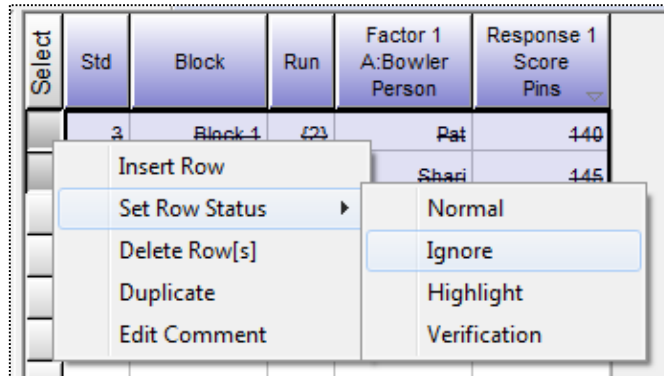 Select
Std
Block
Run
Factor 1
A:Bowler
Person
Response 1
Score
Pins
3 Block 1 (2) Pat 140
Shari 145
Insert Row
Set Row Status
Delete Row[s]
Duplicate
Edit Comment
Normal
Ignore
Highlight
Verification